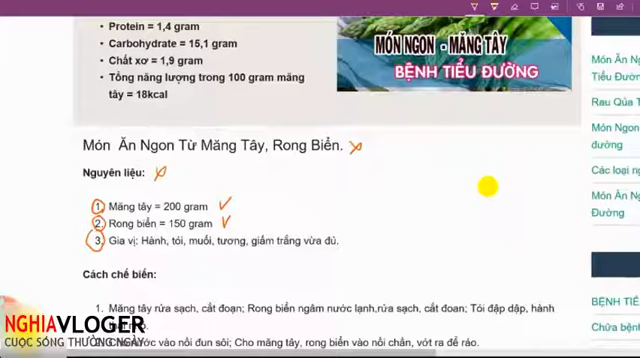 • Protein = 1,4 gram
• Carbohydrate = 15,1 gram
• Chất xơ = 1,9 gram
• Tổng năng lượng trong 100 gram măng
tây = 18kcal
MÓN NGON - MĂNG TÂY
BỆNH TIỂU ĐƯỜNG
Món Ăn Ngon Từ Măng Tây, Rong Biển.
Nguyên liệu:
1. Măng tây = 200 gram
2. Rong biển = 150 gram
3. Gia vị: Hành, tỏi, muối, tương, giấm trắng vừa đủ.
Cách chế biến:
1. Măng tây rửa sạch, cắt đoạn; Rong biển ngâm nước lạnh,rửa sạch, cắt đoạn; Tỏi đập dập, hành
nước vào nồi đun sôi; Cho măng tây, rong biển vào nồi chần, vớt ra để ráo.
NGHIAVLOGER
CUỘC SỐNG THƯỜNG NGÀY
Món Ăn Ng
Tiểu Đườn
Rau Qủa T
Món Ngon
đường
Các loại n
Món Ăn Ng
Đường
BỆNH TIỂ
Chữa bệnh